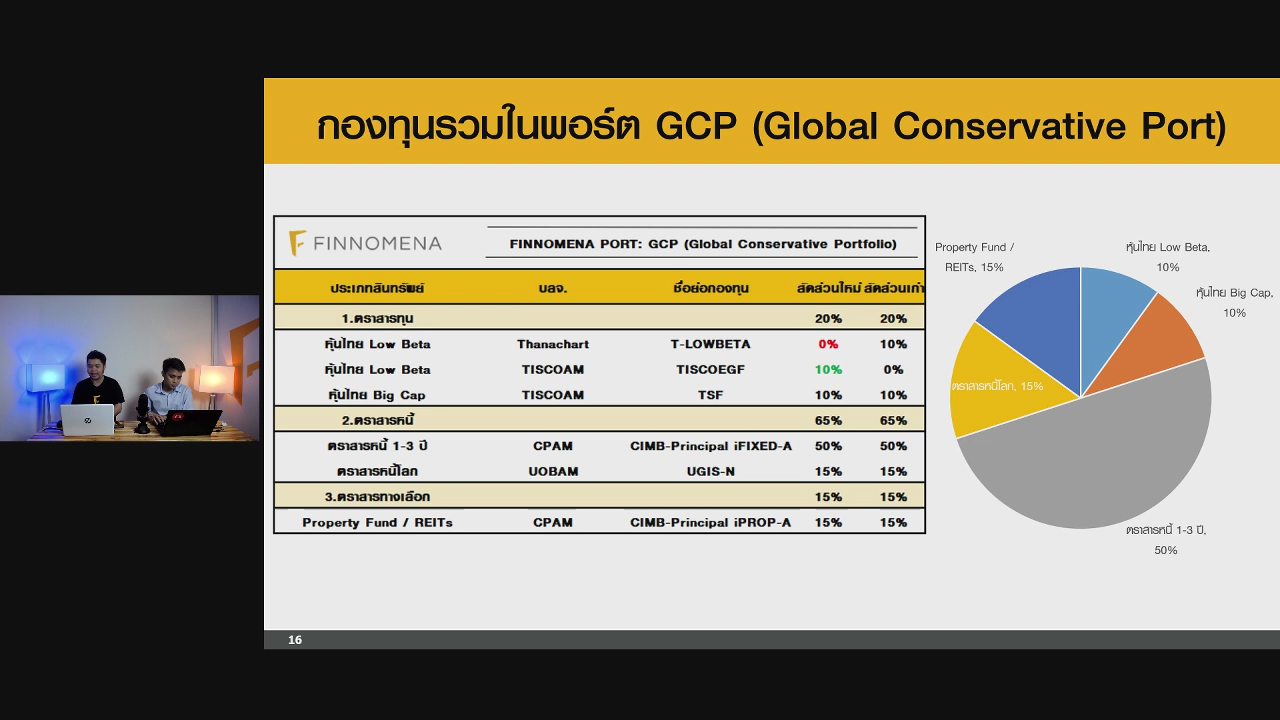 กองทุนรวมในพอร์ต GCP (Global Conservative Port)
FINNOMENA
FINNOMENA PORT: GCP (Global Conservative Portfolio)
ประเภทสินทรัพย์ บลจ. ชื่อย่อกองทุน สัดส่วนใหม่ สัดส่วนเก่า
1.ตราสารทุน 20% 20%
หุ้นไทย Low Beta Thanachart T-LOWBETA 0% 10%
หุ้นไทย Low Beta TISCOAM TISCOEGF 10% 0%
หุ้นไทย Big Cap TISCOAM TSF 10% 10%
2.ตราสารหนี้ 65% 65%
ตราสารหนี้ 1-3 ปี CPAM CIMB-Principal iFIXED-A 50% 50%
ตราสารหนี้โลก UOBAM UGIS-N 15% 15%
3.ตราสารทางเลือก 15% 15%
Property Fund / REITs CPAM CIMB-Principal iPROP-A 15% 15%
Property Fund /
REITs, 15%
หุ้นไทย Low Beta,
10%
หุ้นไทย Big Cap,
10%
ตราสารหนี้โลก, 15%
ตราสารหนี้ 1-3 ปี,
50%
16